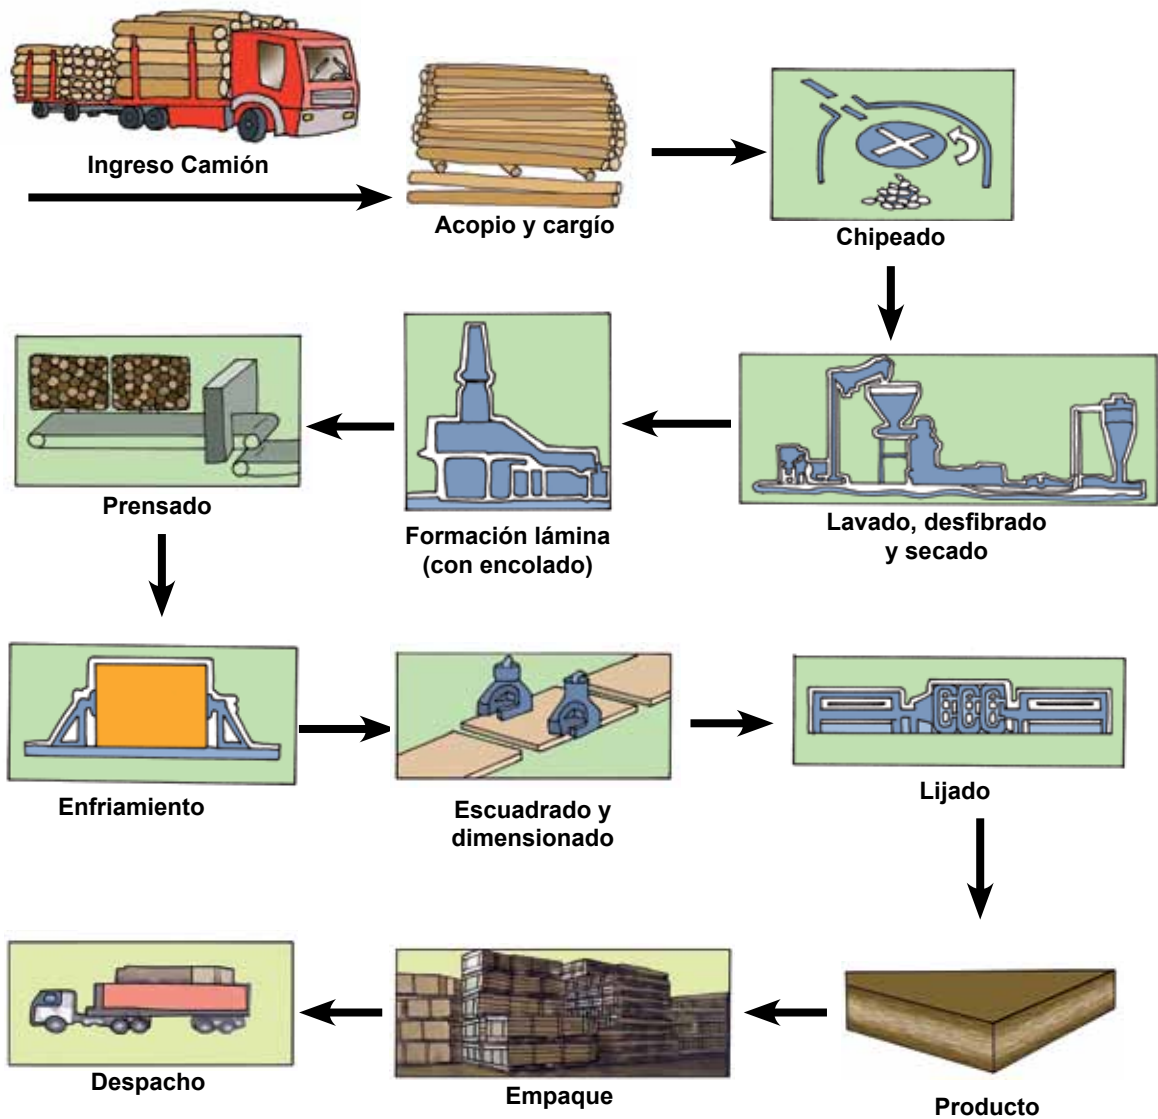 Ingreso Camión
Acopio y cargío
Chipeado
Lavado, desfibrado
y secado
Formación lámina
(con encolado)
Prensado
Enfriamiento
Escuadrado y
dimensionado
Lijado
Producto
Empaque
Despacho